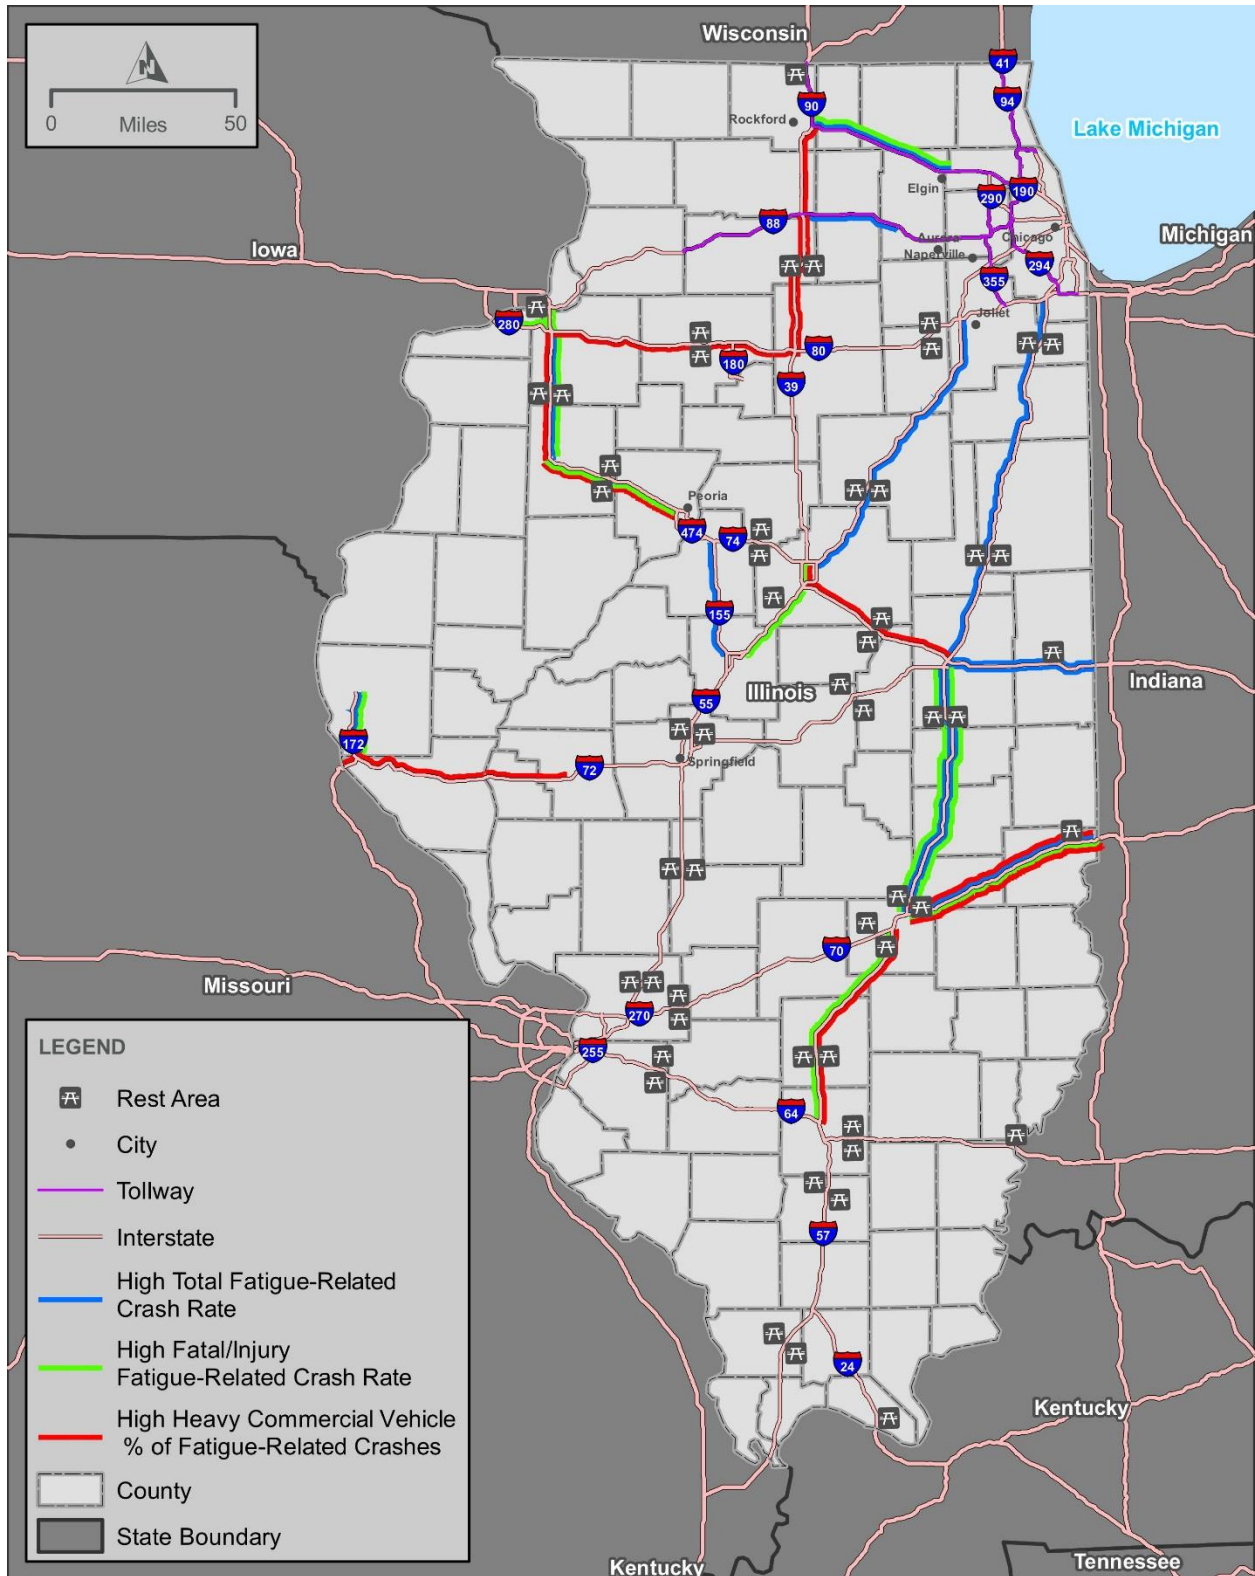 Wisconsin
N
0 Miles 50
41
94
90
Rockford
Lake Michigan
Elgin
290
190
88
Aurora
Chicago
Michigan
Iowa
Naperville
294
355
280
Joliet
80
180
39
Peoria
474
74
155
Illinois
Indiana
55
172
72
Springfield
70
Missouri
270
255
64
57
24
Kentucky
Kentucky
Tennessee
LEGEND
Rest Area
City
Tollway
Interstate
High Total Fatigue-Related
Crash Rate
High Fatal/Injury
Fatigue-Related Crash Rate
High Heavy Commercial Vehicle
% of Fatigue-Related Crashes
County
State Boundary